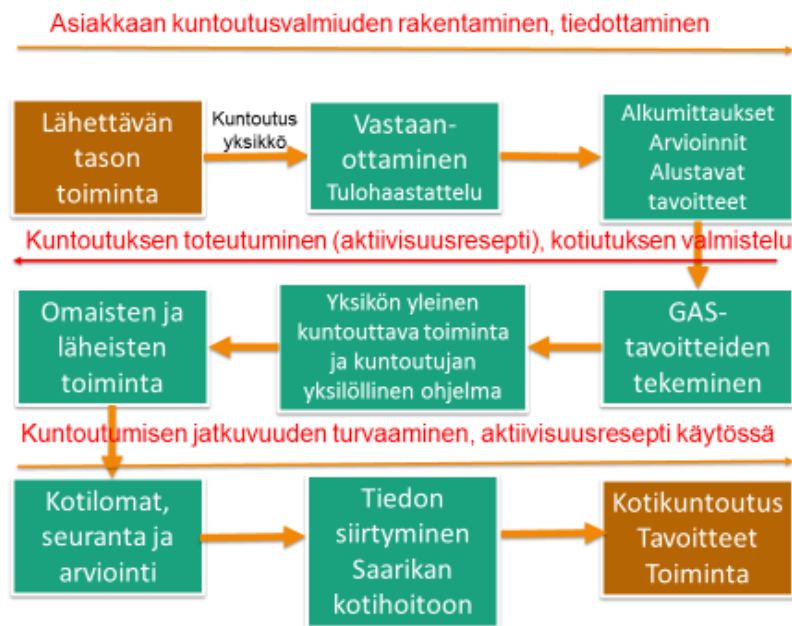 Asiakkaan kuntoutusvalmiuden rakentaminen, tiedottaminen
Lähettävän
tason
toiminta
Kuntoutus
yksikkö
Vastaan-
ottaminen
Tulohaastattelu
Alkumittaukset
Arvioinnit
Alustavat
tavoitteet
Kuntoutuksen toteutuminen (aktiivisuusresepti), kotiutuksen valmistelu
Omaisten ja
läheisten
toiminta
Yksikön yleinen
kuntouttava toiminta
ja kuntoutujan
yksilöllinen ohjelma
GAS-
tavoitteiden
tekeminen
Kuntoutumisen jatkuvuuden turvaaminen, aktiivisuusresepti käytössä
Kotilomat,
seuranta ja
arviointi
Tiedon
siirtyminen
Saarikan
kotihoitoon
Kotikuntoutus
Tavoitteet
Toiminta